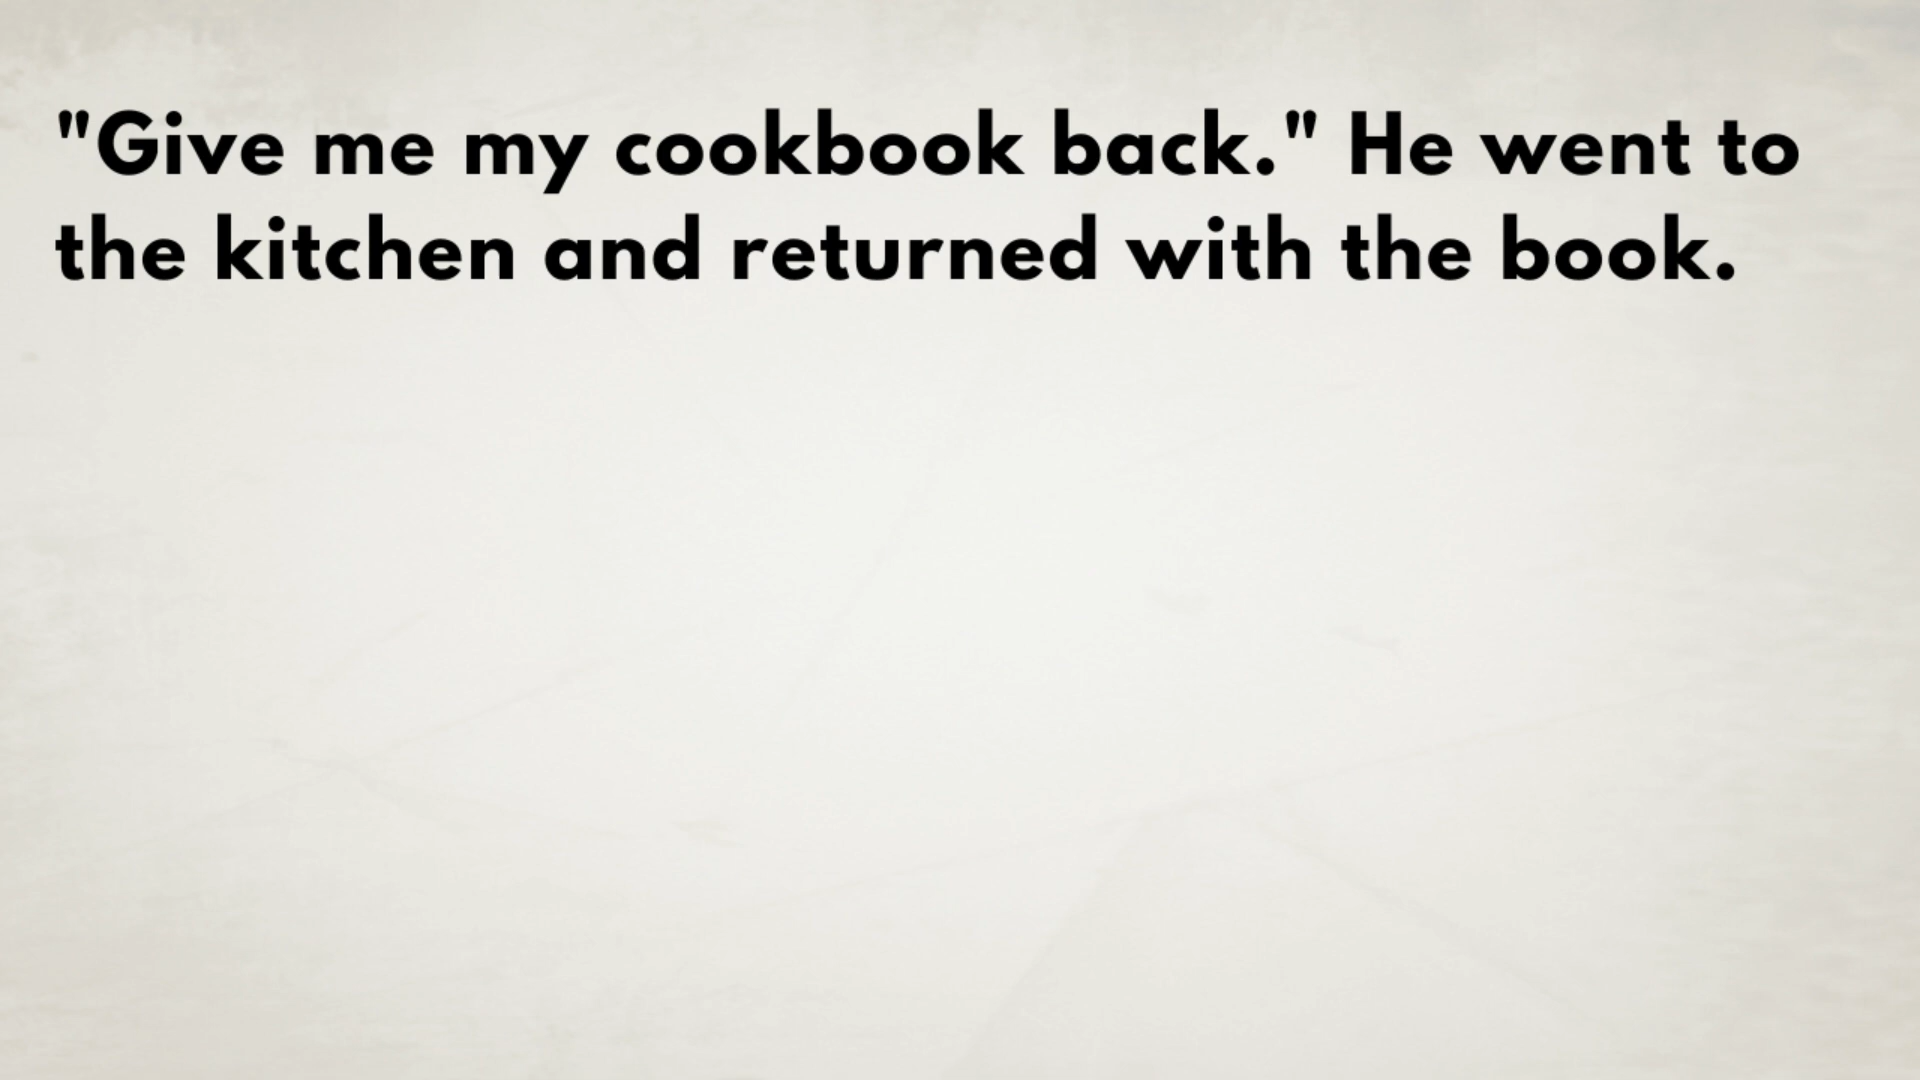 "Give me my cookbook back." He went to
the kitchen and returned with the book.